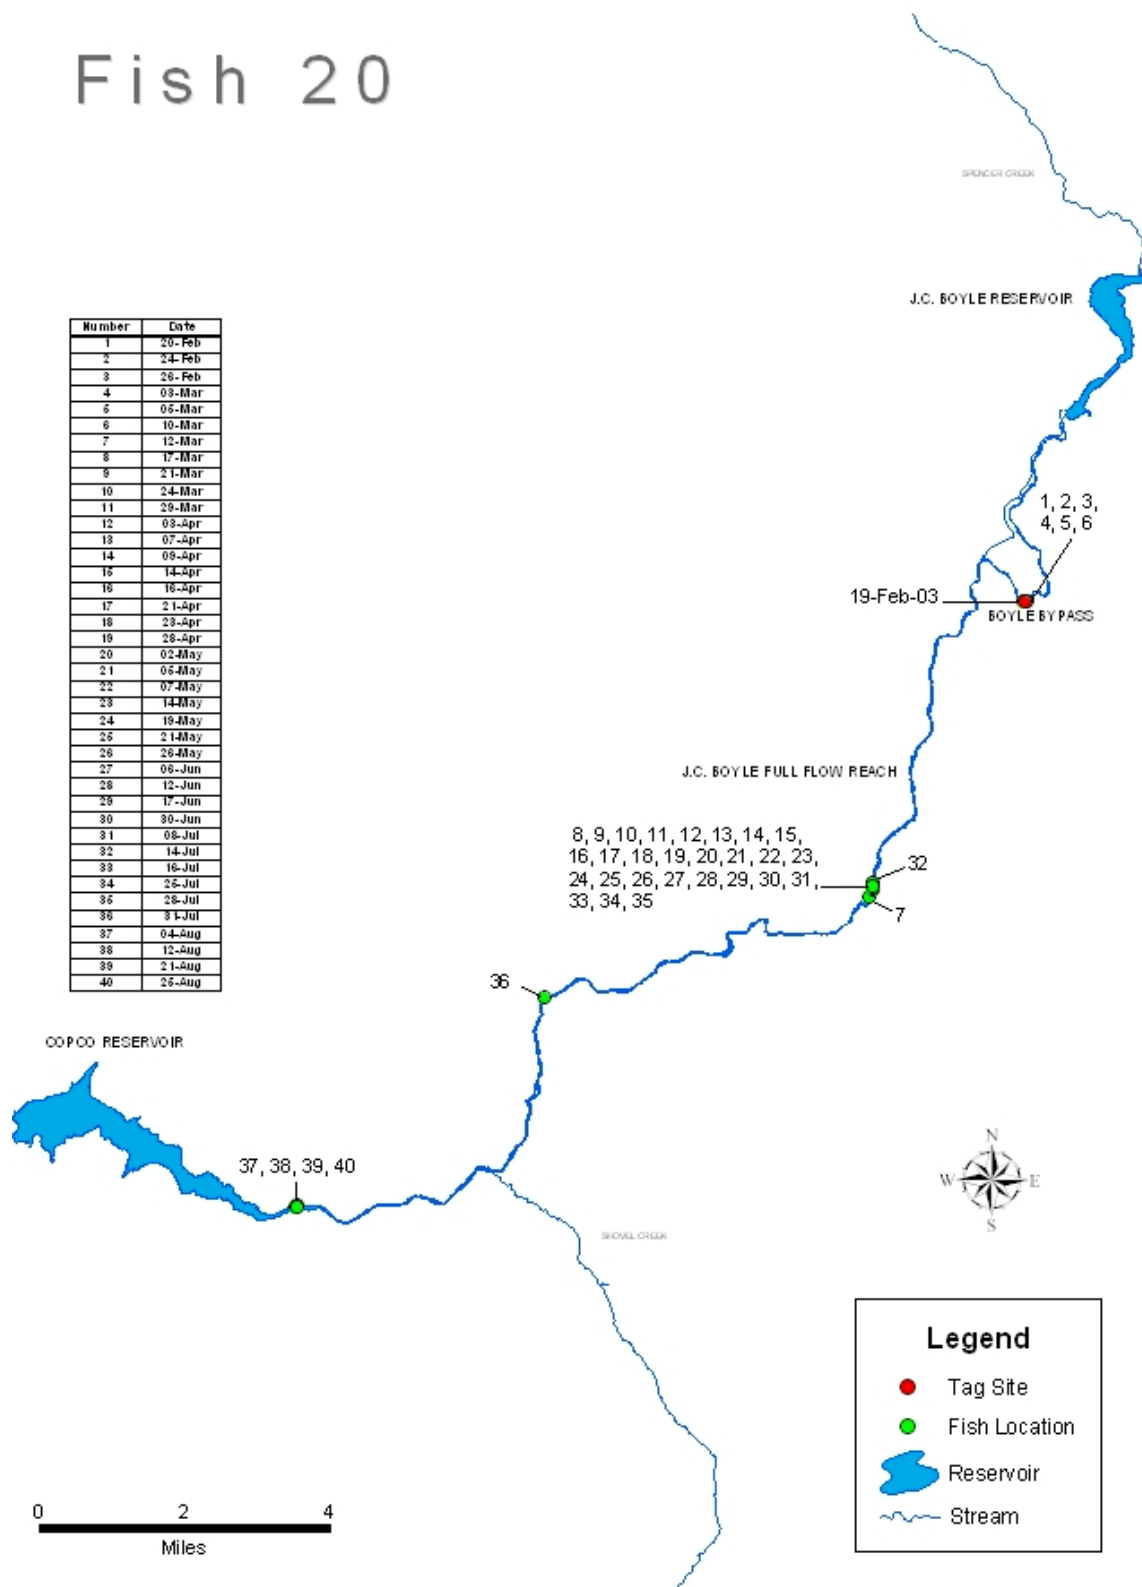 Fish 20
SPENCER CREEK
J.C. BOYLE RESERVOIR
Number Date
1 20-Feb
2 24-Feb
3 26-Feb
4 03-Mar
5 05-Mar
6 10-Mar
7 12-Mar
8 17-Mar
9 21-Mar
10 24-Mar
11 29-Mar
12 03-Apr
13 07-Apr
14 09-Apr
15 14-Apr
16 16-Apr
17 21-Apr
18 23-Apr
19 28-Apr
20 02-May
21 05-May
22 07-May
23 14-May
24 19-May
25 21-May
26 26-May
27 06-Jun
28 12-Jun
29 17-Jun
30 30-Jun
31 08-Jul
32 14-Jul
33 16-Jul
34 25-Jul
35 28-Jul
36 31-Jul
37 04-Aug
38 12-Aug
39 21-Aug
40 25-Aug
1, 2, 3,
4, 5, 6
19-Feb-03
BOYLE BYPASS
J.C. BOYLE FULL FLOW REACH
8, 9, 10, 11, 12, 13, 14, 15,
16, 17, 18, 19, 20, 21, 22, 23,
24, 25, 26, 27, 28, 29, 30, 31,
33, 34, 35
32
7
36
COPCO RESERVOIR
37, 38, 39, 40
SHOVEL CREEK
N
W E
S
Legend
Tag Site
Fish Location
Reservoir
Stream
0 2 4
Miles